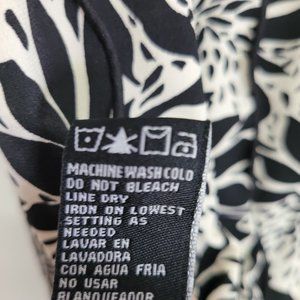 MACHINE WASH COLD
DO NOT BLEACH
LINE DRY
IRON ON LOWEST
SETTING AS
NEEDED
LAVAR EN
LAVADORA
CON AGUA FRIA
NO USAR
BLANQUEADOR